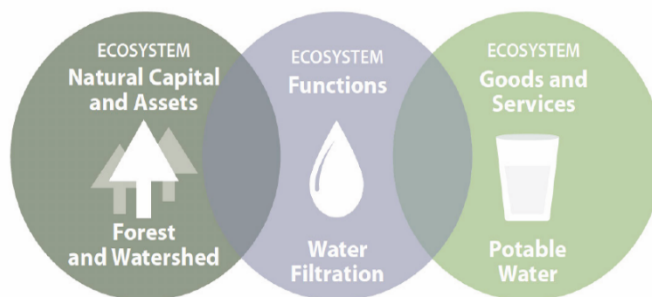 ECOSYSTEM
Natural Capital
and Assets
Forest
and Watershed
ECOSYSTEM
Functions
Water
Filtration
ECOSYSTEM
Goods and
Services
Potable
Water